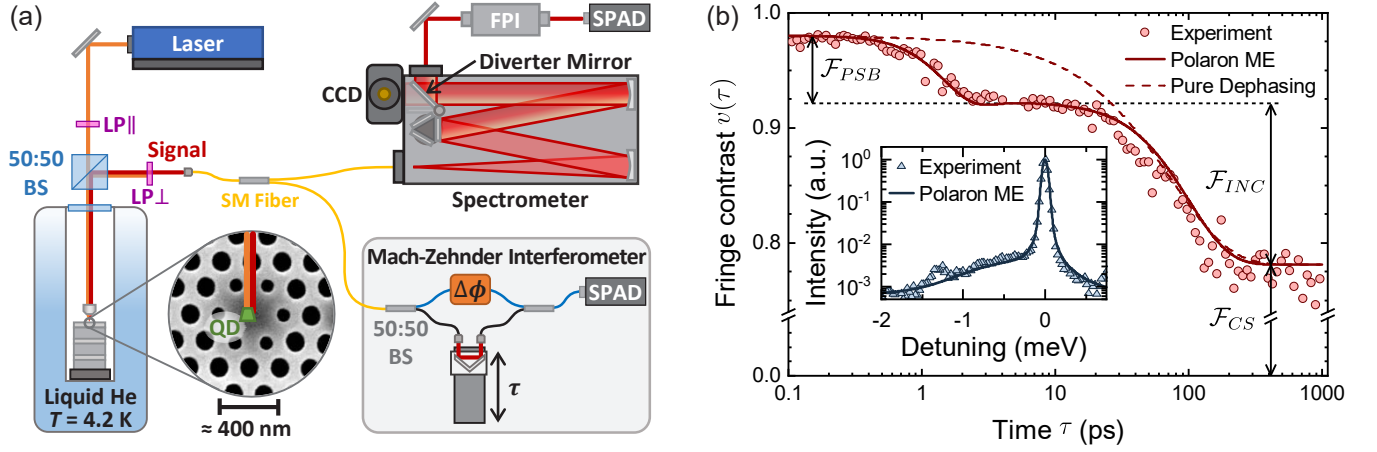 (a)
Laser
LP∥
50:50
BS
Signal
LP⊥
SM Fiber
QD
Liquid He
T = 4.2 K
≈ 400 nm
FPI
SPAD
Diverter Mirror
CCD
Spectrometer
Mach-Zehnder Interferometer
Δϕ
SPAD
50:50
BS
τ
(b)
Fringe contrast v(τ)
1.0
0.9
0.8
0.0
0.1
1
10
100
1000
Time τ (ps)
Experiment
Polaron ME
Pure Dephasing
ℱ_PSB
ℱ_INC
ℱ_CS
Intensity (a.u.)
10⁰
10⁻¹
10⁻²
10⁻³
Experiment
Polaron ME
-2
-1
0
Detuning (meV)